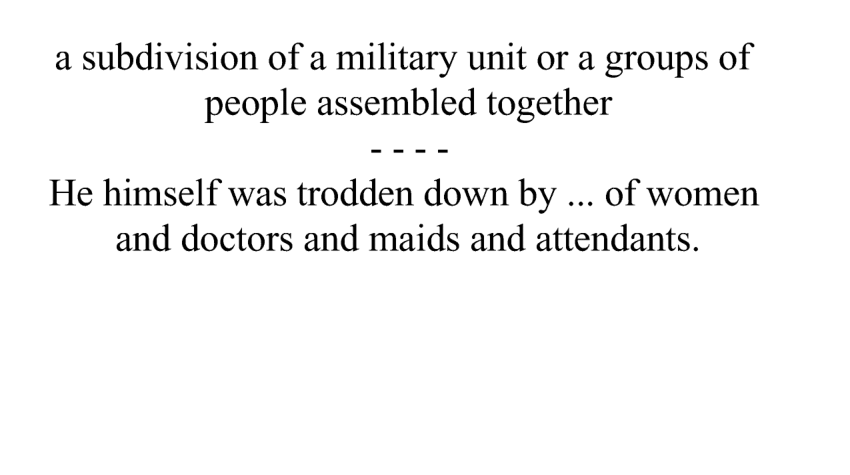 a subdivision of a military unit or a groups of
people assembled together
- - - -
He himself was trodden down by ... of women
and doctors and maids and attendants.